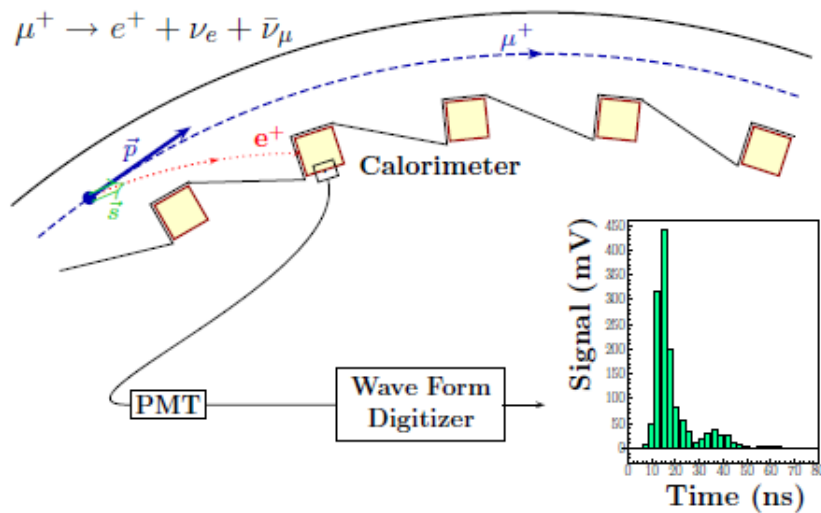 μ⁺ → e⁺ + ν_e + ν̄_μ
μ⁺
p⃗
e⁺
s⃗
Calorimeter
PMT
Wave Form
Digitizer
Signal (mV)
450
400
350
300
250
200
150
100
50
0
0 10 20 30 40 50 60 70 80
Time (ns)